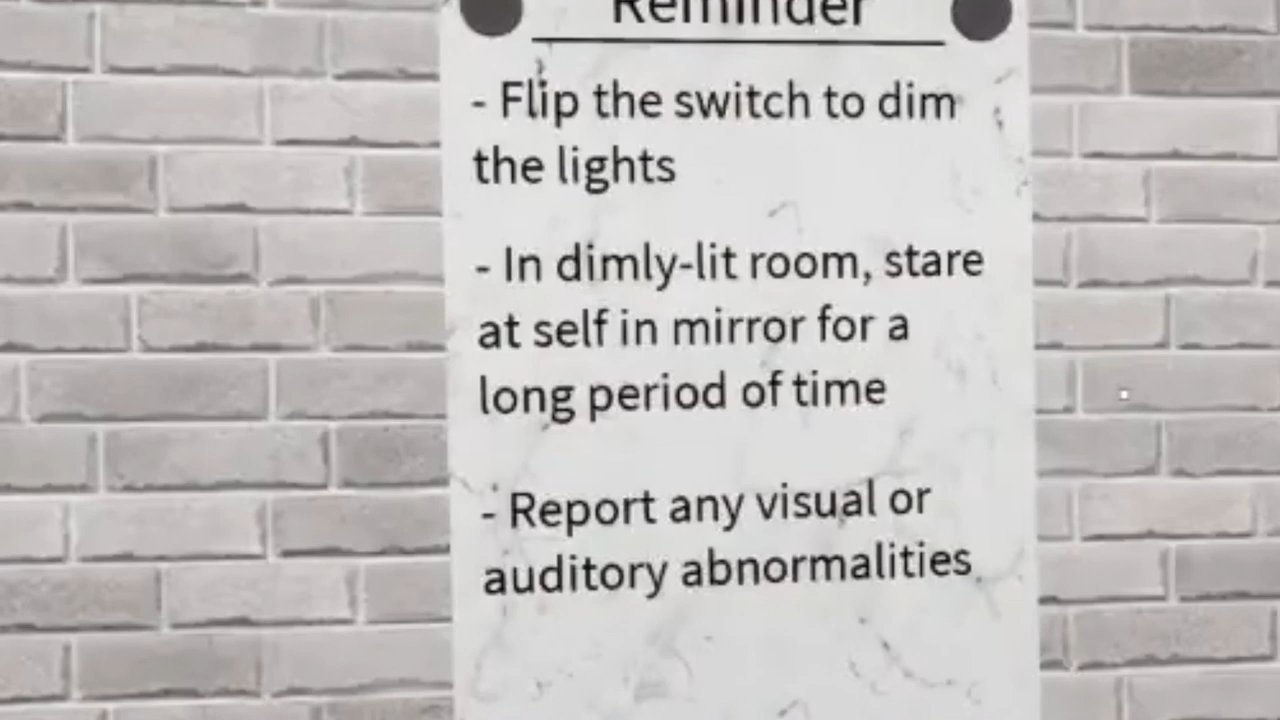 Reminder
- Flip the switch to dim
the lights
- In dimly-lit room, stare
at self in mirror for a
long period of time
- Report any visual or
auditory abnormalities